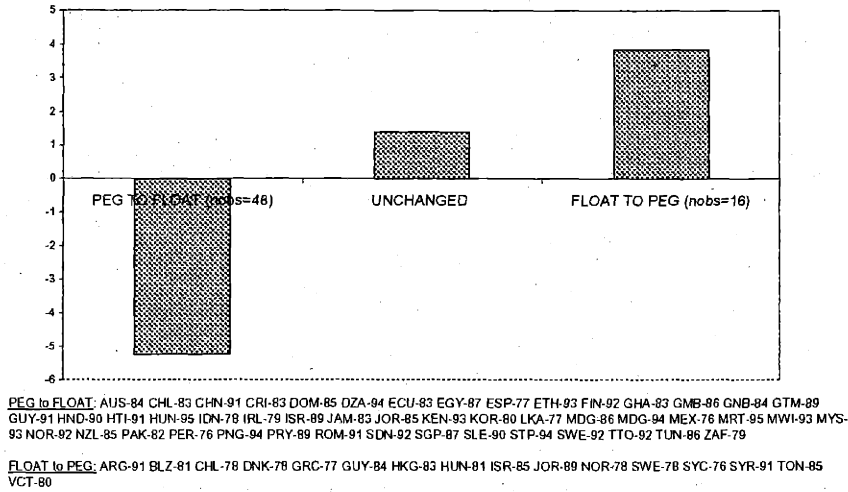 5
4
3
2
1
0
-1
-2
-3
-4
-5
-6
PEG TO FLOAT (nobs=48) UNCHANGED FLOAT TO PEG (nobs=16)
PEG to FLOAT: AUS-84 CHL-83 CHN-91 CRI-83 DOM-85 DZA-94 ECU-83 EGY-87 ESP-77 ETH-93 FIN-92 GHA-83 GMB-86 GNB-84 GTM-89
GUY-91 HND-90 HTI-91 HUN-95 IDN-78 IRL-79 ISR-89 JAM-83 JOR-85 KEN-93 KOR-80 LKA-77 MDG-86 MDG-94 MEX-76 MRT-95 MWI-93 MYS-
93 NOR-92 NZL-85 PAK-82 PER-76 PNG-94 PRY-89 ROM-91 SDN-92 SGP-87 SLE-90 STP-94 SWE-92 TTO-92 TUN-86 ZAF-79
FLOAT to PEG: ARG-91 BLZ-81 CHL-78 DNK-78 GRC-77 GUY-84 HKG-83 HUN-81 ISR-85 JOR-89 NOR-78 SWE-78 SYC-76 SYR-91 TON-85
VCT-80